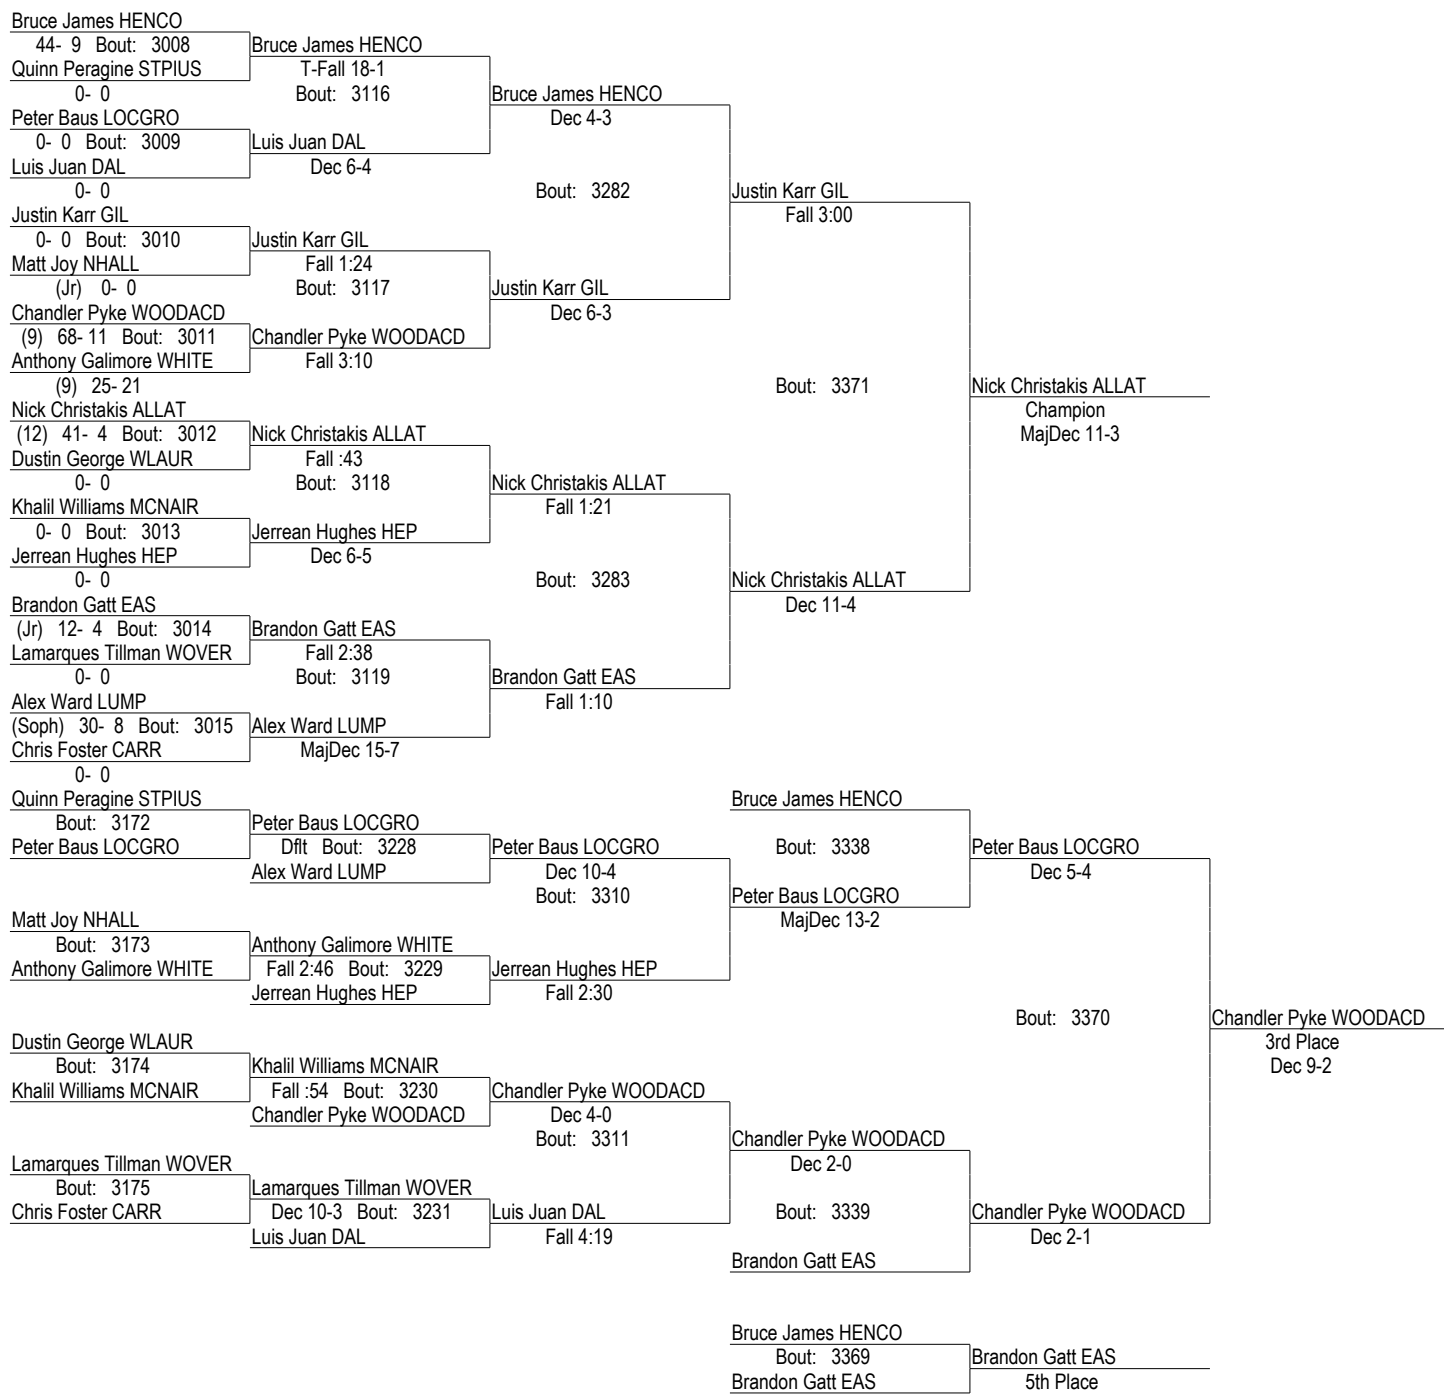 Bruce James HENCO
44- 9 Bout: 3008 Bruce James HENCO
Quinn Peragine STPIUS T-Fall 18-1
0- 0 Bout: 3116 Bruce James HENCO
Peter Baus LOCGRO Dec 4-3
0- 0 Bout: 3009 Luis Juan DAL
Luis Juan DAL Dec 6-4
0- 0 Bout: 3282 Justin Karr GIL
Justin Karr GIL Fall 3:00
0- 0 Bout: 3010 Justin Karr GIL
Matt Joy NHALL Fall 1:24
(Jr) 0- 0 Bout: 3117 Justin Karr GIL
Chandler Pyke WOODACD Dec 6-3
(9) 68- 11 Bout: 3011 Chandler Pyke WOODACD
Anthony Galimore WHITE Fall 3:10
(9) 25- 21 Bout: 3371 Nick Christakis ALLAT
Nick Christakis ALLAT Champion
(12) 41- 4 Bout: 3012 Nick Christakis ALLAT MajDec 11-3
Dustin George WLAUR Fall :43
0- 0 Bout: 3118 Nick Christakis ALLAT
Khalil Williams MCNAIR Fall 1:21
0- 0 Bout: 3013 Jerrean Hughes HEP
Jerrean Hughes HEP Dec 6-5
0- 0 Bout: 3283 Nick Christakis ALLAT
Brandon Gatt EAS Dec 11-4
(Jr) 12- 4 Bout: 3014 Brandon Gatt EAS
Lamarques Tillman WOVER Fall 2:38
0- 0 Bout: 3119 Brandon Gatt EAS
Alex Ward LUMP Fall 1:10
(Soph) 30- 8 Bout: 3015 Alex Ward LUMP
Chris Foster CARR MajDec 15-7
0- 0
Quinn Peragine STPIUS Bruce James HENCO
Bout: 3172 Peter Baus LOCGRO
Peter Baus LOCGRO Dflt Bout: 3228 Peter Baus LOCGRO Bout: 3338 Peter Baus LOCGRO
Alex Ward LUMP Dec 10-4 Dec 5-4
Bout: 3310 Peter Baus LOCGRO
Matt Joy NHALL MajDec 13-2
Bout: 3173 Anthony Galimore WHITE
Anthony Galimore WHITE Fall 2:46 Bout: 3229 Jerrean Hughes HEP
Jerrean Hughes HEP Fall 2:30
Bout: 3370 Chandler Pyke WOODACD
Dustin George WLAUR 3rd Place
Bout: 3174 Khalil Williams MCNAIR Dec 9-2
Khalil Williams MCNAIR Fall :54 Bout: 3230 Chandler Pyke WOODACD
Chandler Pyke WOODACD Dec 4-0
Bout: 3311 Chandler Pyke WOODACD
Lamarques Tillman WOVER Dec 2-0
Bout: 3175 Lamarques Tillman WOVER
Chris Foster CARR Dec 10-3 Bout: 3231 Luis Juan DAL Bout: 3339 Chandler Pyke WOODACD
Luis Juan DAL Fall 4:19 Dec 2-1
Brandon Gatt EAS
Bruce James HENCO
Bout: 3369 Brandon Gatt EAS
Brandon Gatt EAS 5th Place